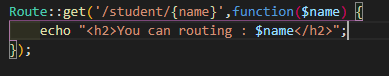 Route::get('/student/{name}',function($name) {
    echo "<h2>You can routing : $name</h2>";
});